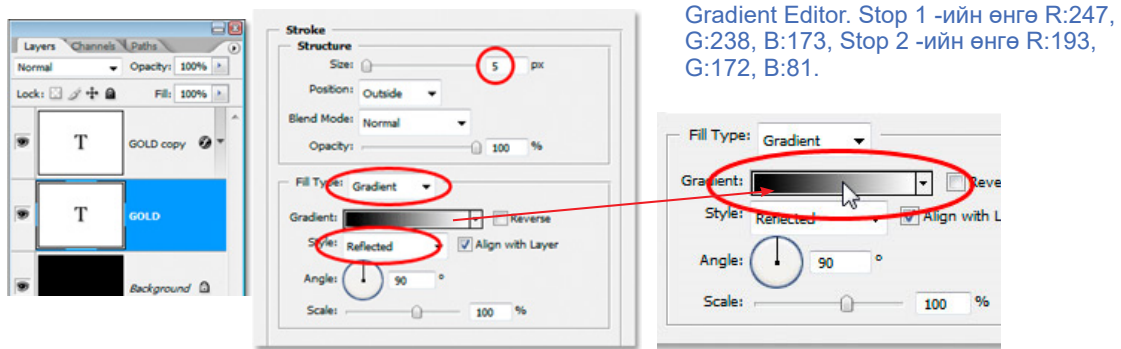 Layers Channels Paths
Normal Opacity: 100%
Lock: Fill: 100%
T GOLD copy
T GOLD
Background
Stroke
Structure
Size: 5 px
Position: Outside
Blend Mode: Normal
Opacity: 100 %
Fill Type: Gradient
Gradient: Reverse
Style: Reflected Align with Layer
Angle: 90 °
Scale: 100 %
Gradient Editor. Stop 1 -ийн өнгө R:247,
G:238, B:173, Stop 2 -ийн өнгө R:193,
G:172, B:81.
Fill Type: Gradient
Gradient: Reve
Style: Reflected Align with L
Angle: 90 °
Scale: 100 %